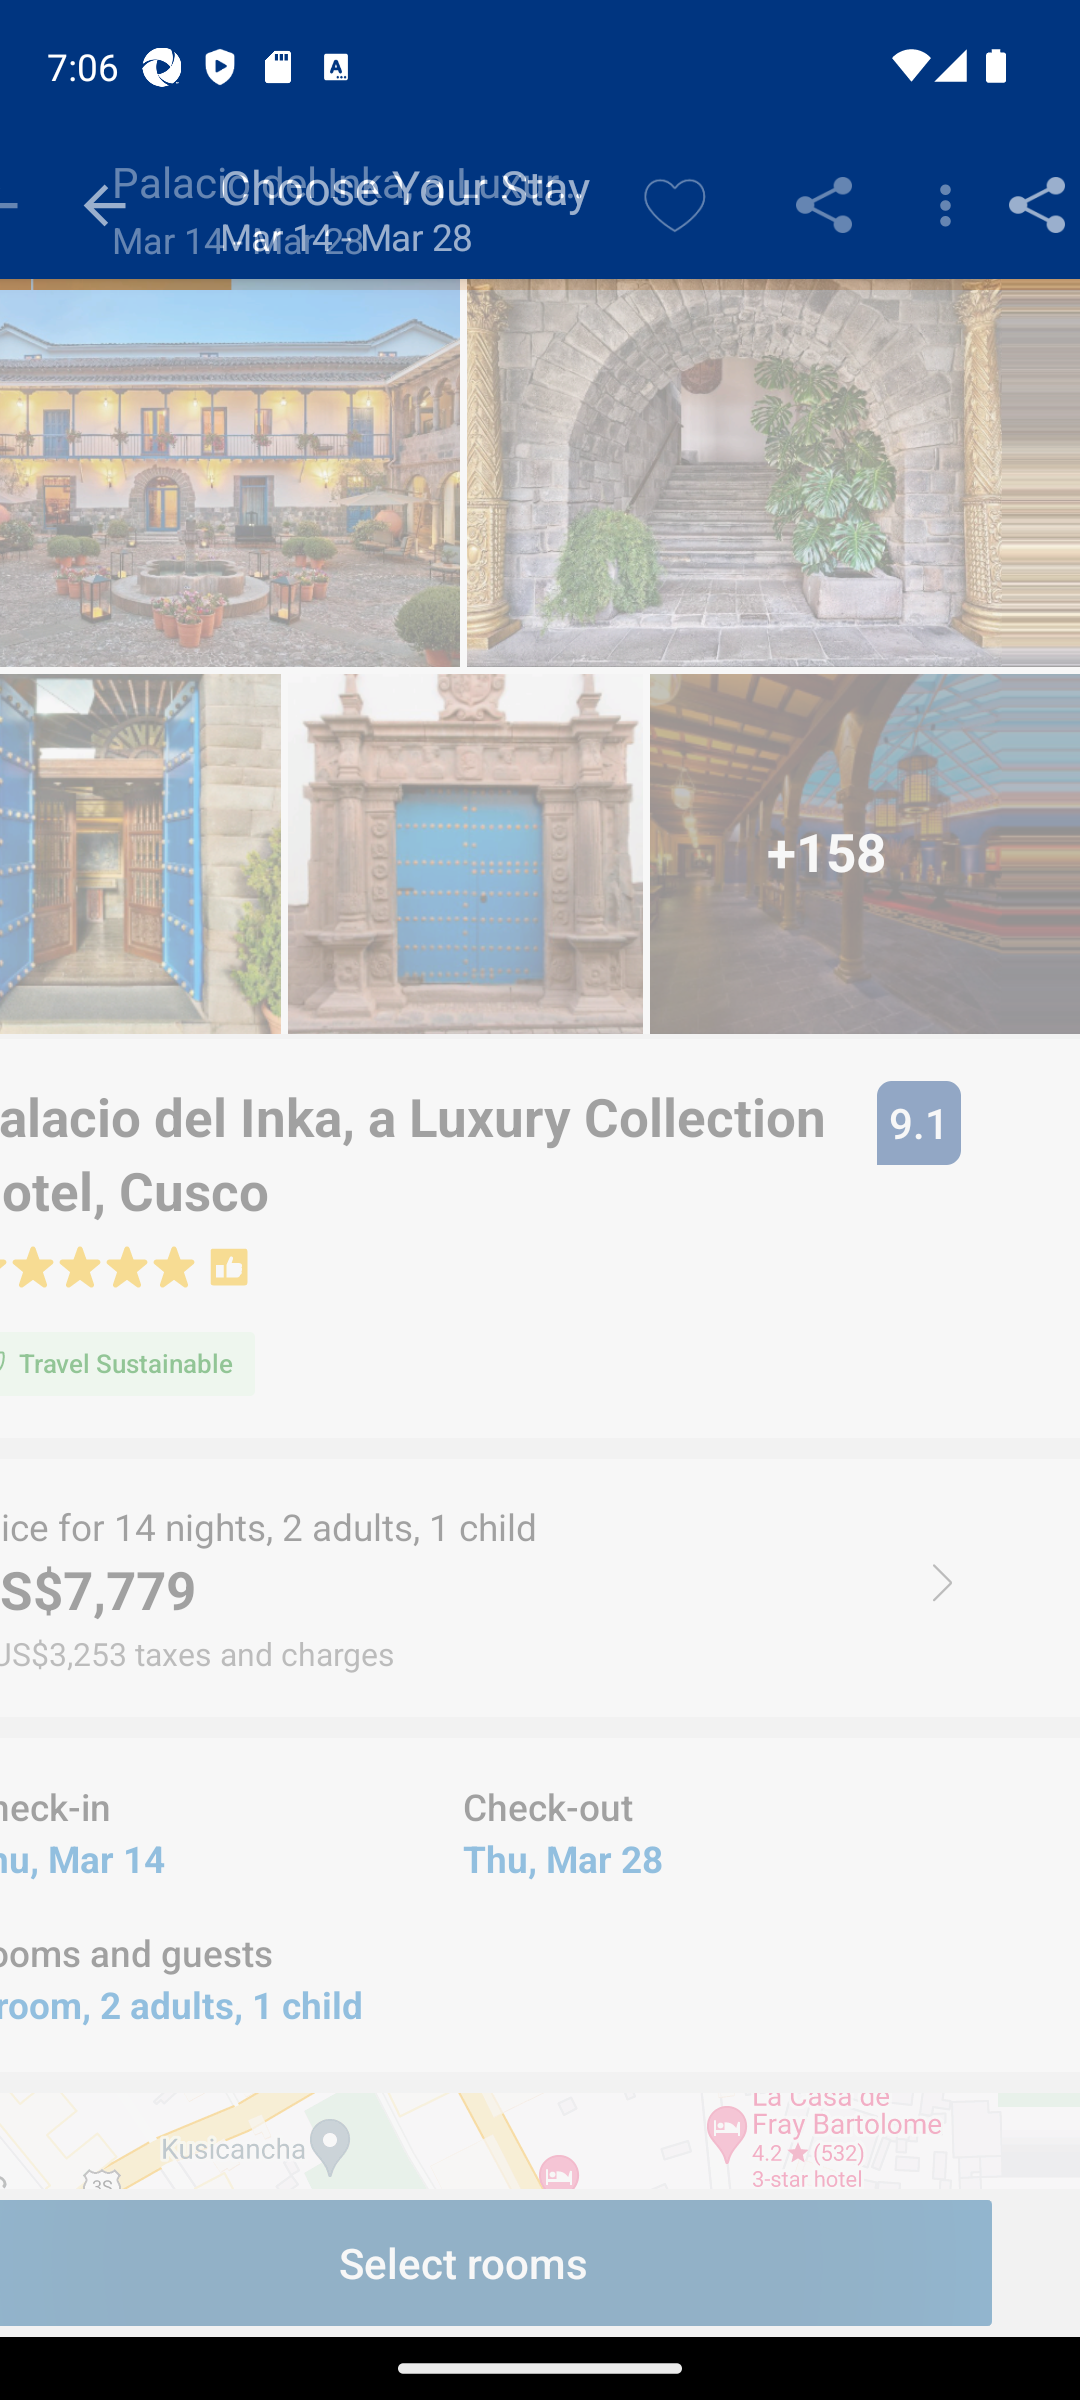 7:06
Palacio del Inka, a Luxur...
Choose Your Stay
Mar 14 - Mar 28
Mar 14 - Mar 28
+158
alacio del Inka, a Luxury Collection
otel, Cusco
9.1
Travel Sustainable
ice for 14 nights, 2 adults, 1 child
S$7,779
US$3,253 taxes and charges
heck-in
Check-out
hu, Mar 14
Thu, Mar 28
ooms and guests
room, 2 adults, 1 child
La Casa de
Fray Bartolome
4.2 ★ (532)
3-star hotel
Kusicancha
3S
Select rooms